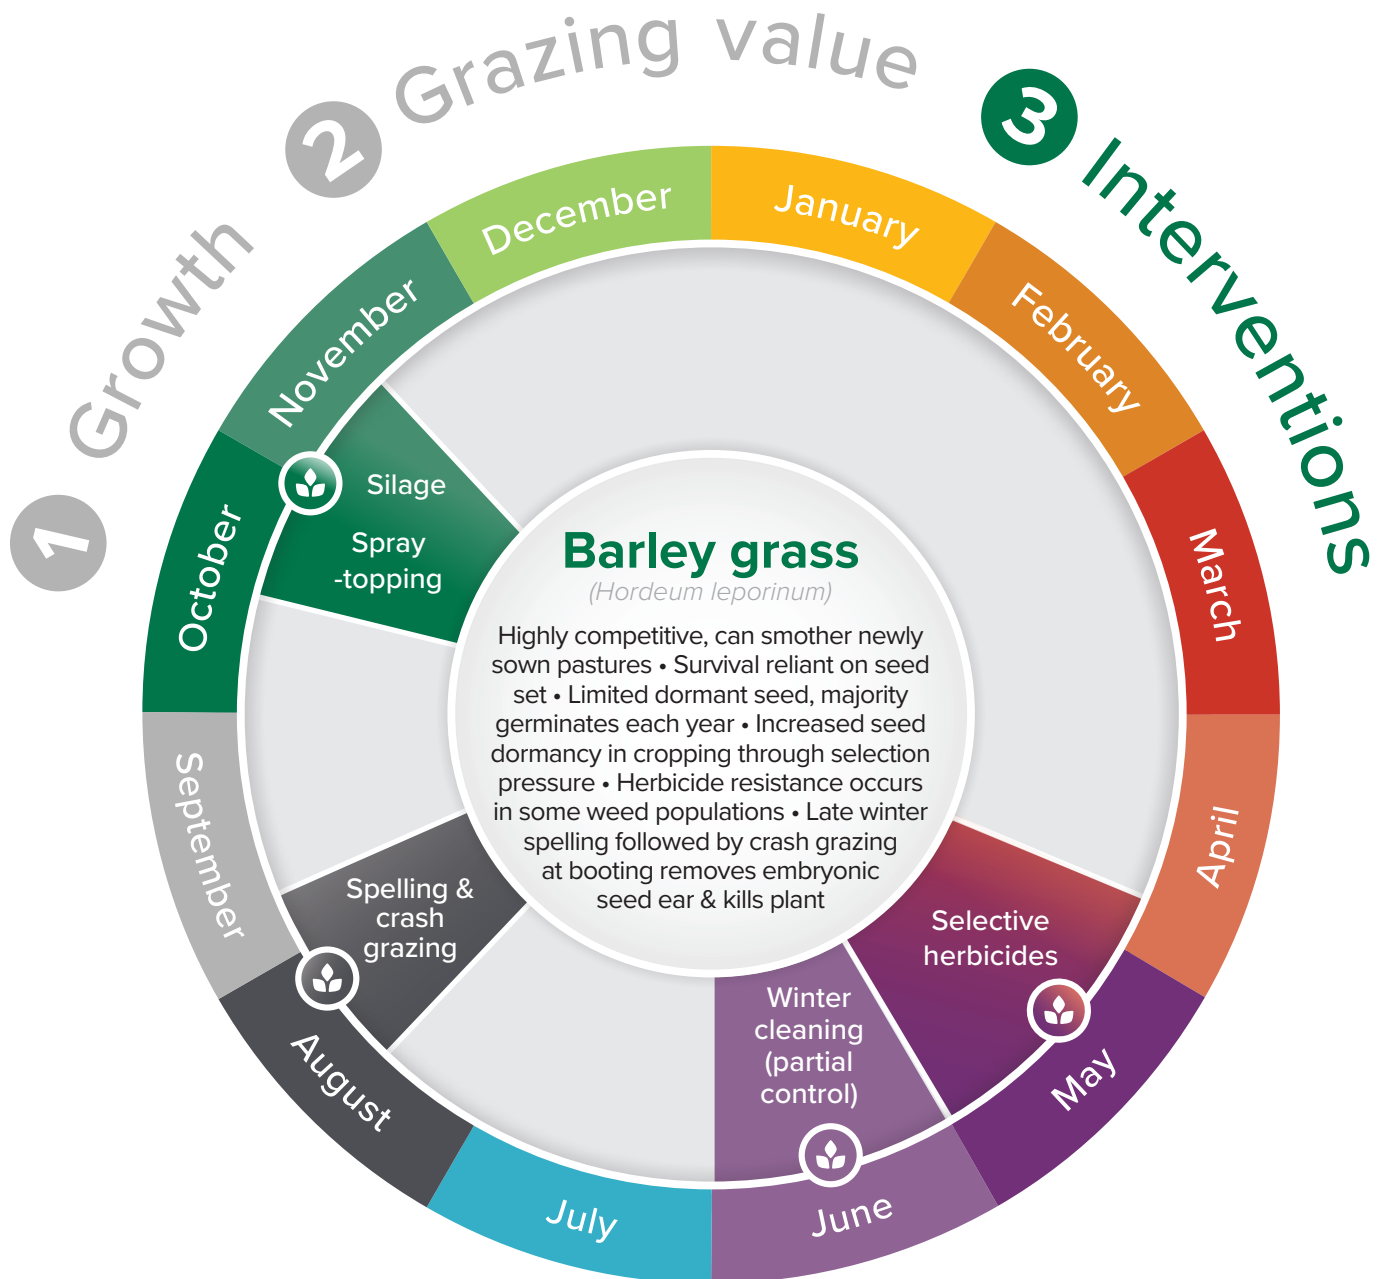 1 Growth
2 Grazing value
3 Interventions
December
January
February
March
April
May
June
July
August
September
October
November
Silage
Spray
-topping
Barley grass
(Hordeum leporinum)
Highly competitive, can smother newly
sown pastures • Survival reliant on seed
set • Limited dormant seed, majority
germinates each year • Increased seed
dormancy in cropping through selection
pressure • Herbicide resistance occurs
in some weed populations • Late winter
spelling followed by crash grazing
at booting removes embryonic
seed ear & kills plant
Spelling &
crash
grazing
Selective
herbicides
Winter
cleaning
(partial
control)